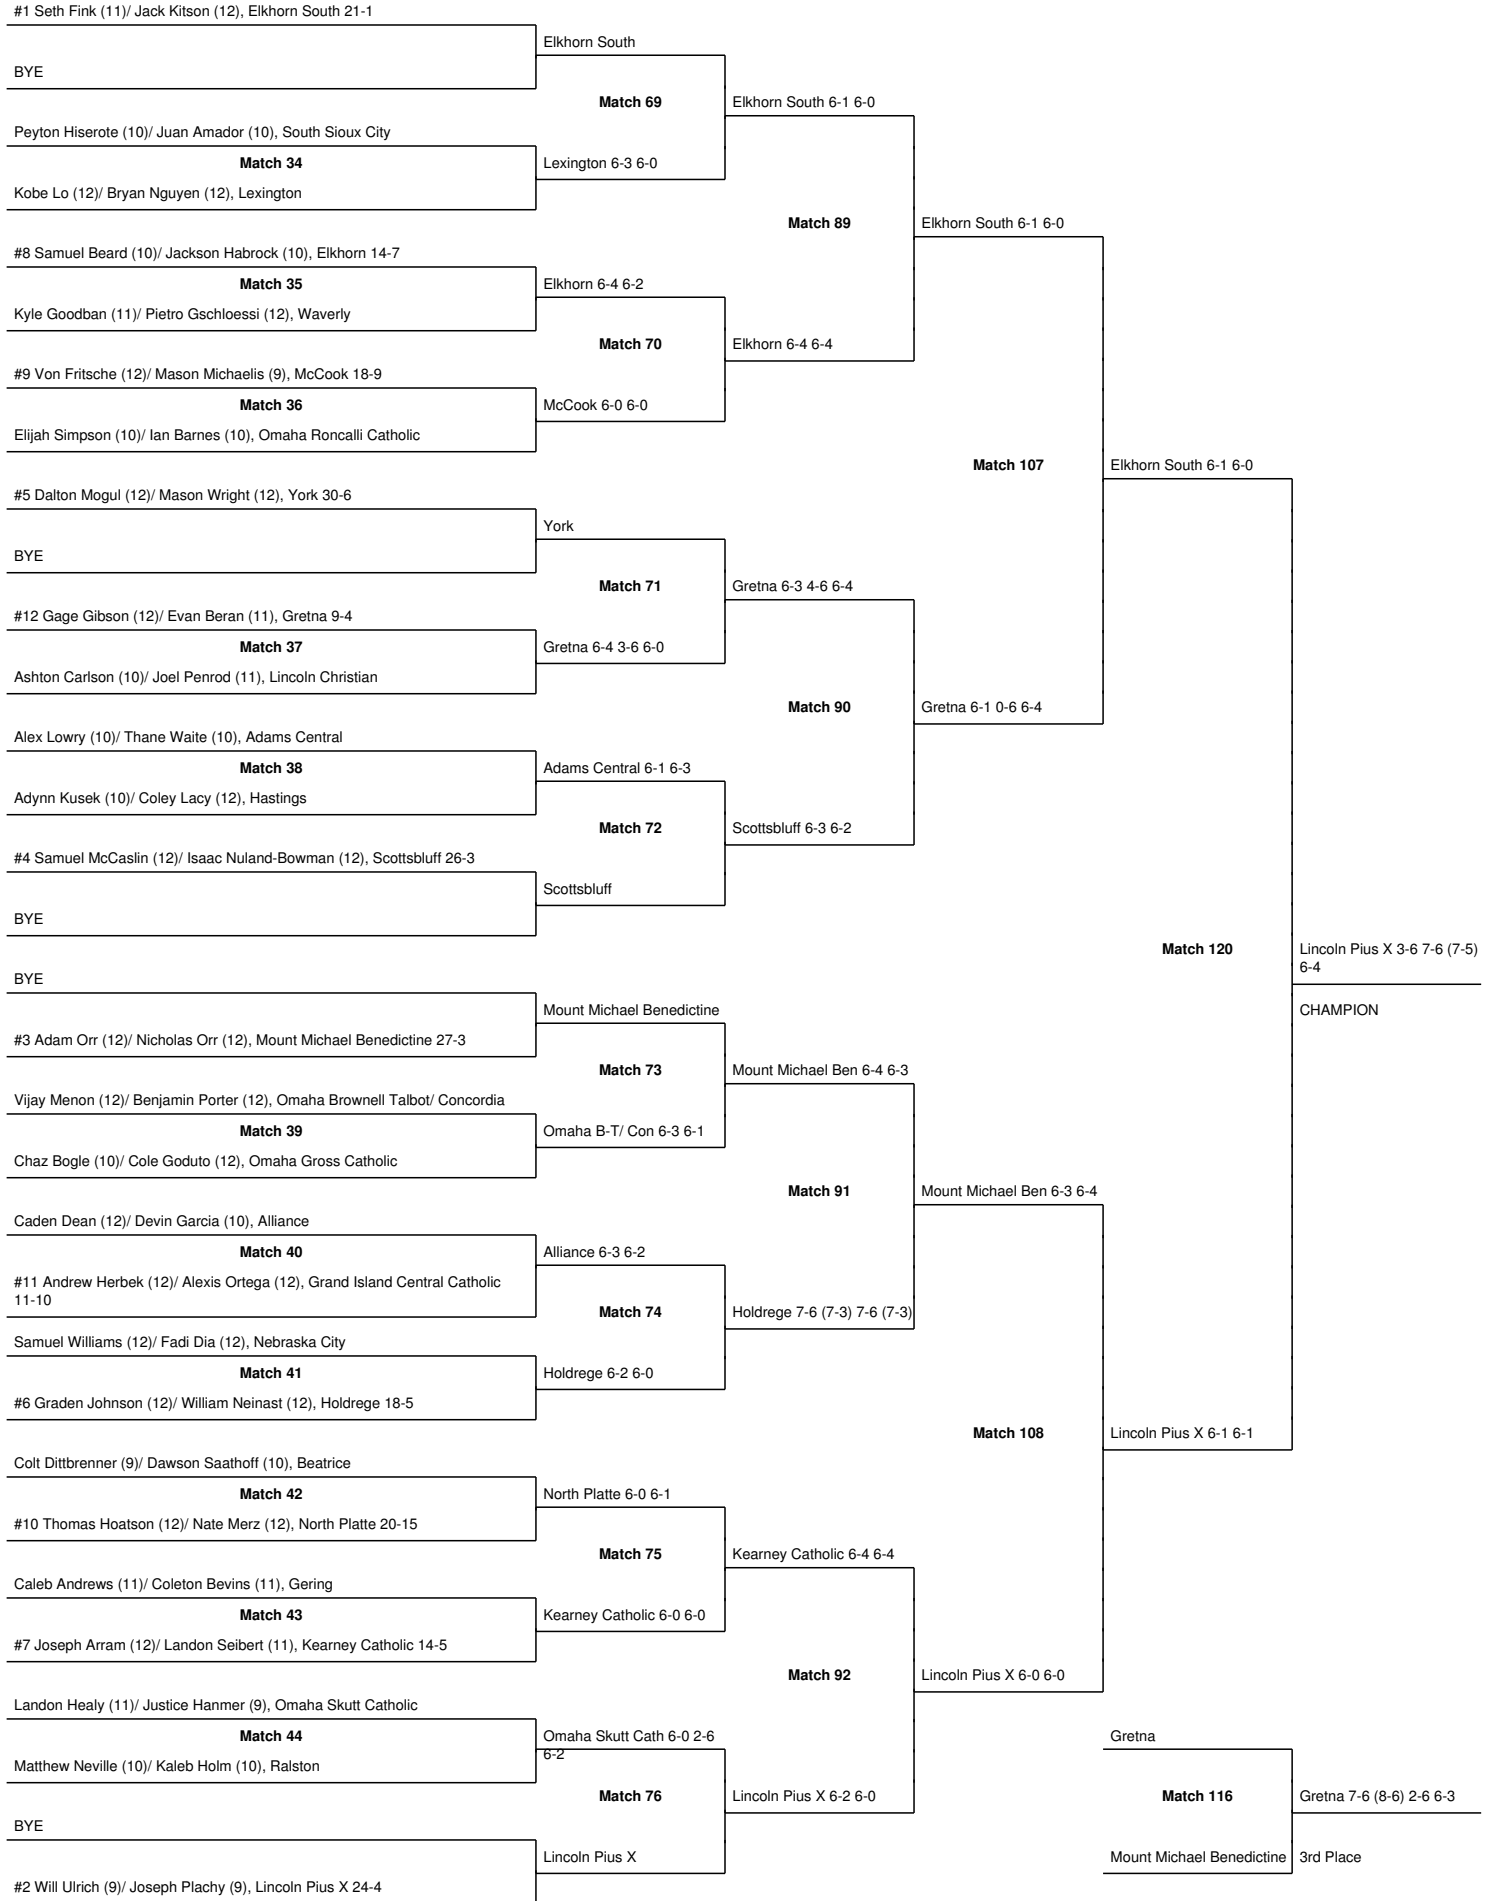 #1 Seth Fink (11)/ Jack Kitson (12), Elkhorn South 21-1
Elkhorn South
BYE
Match 69
Elkhorn South 6-1 6-0
Peyton Hiserote (10)/ Juan Amador (10), South Sioux City
Match 34
Lexington 6-3 6-0
Kobe Lo (12)/ Bryan Nguyen (12), Lexington
Match 89
Elkhorn South 6-1 6-0
#8 Samuel Beard (10)/ Jackson Habrock (10), Elkhorn 14-7
Match 35
Elkhorn 6-4 6-2
Kyle Goodban (11)/ Pietro Gschloessi (12), Waverly
Match 70
Elkhorn 6-4 6-4
#9 Von Fritsche (12)/ Mason Michaelis (9), McCook 18-9
Match 36
McCook 6-0 6-0
Elijah Simpson (10)/ Ian Barnes (10), Omaha Roncalli Catholic
Match 107
Elkhorn South 6-1 6-0
#5 Dalton Mogul (12)/ Mason Wright (12), York 30-6
York
BYE
Match 71
Gretna 6-3 4-6 6-4
#12 Gage Gibson (12)/ Evan Beran (11), Gretna 9-4
Match 37
Gretna 6-4 3-6 6-0
Ashton Carlson (10)/ Joel Penrod (11), Lincoln Christian
Match 90
Gretna 6-1 0-6 6-4
Alex Lowry (10)/ Thane Waite (10), Adams Central
Match 38
Adams Central 6-1 6-3
Adynn Kusek (10)/ Coley Lacy (12), Hastings
Match 72
Scottsbluff 6-3 6-2
#4 Samuel McCaslin (12)/ Isaac Nuland-Bowman (12), Scottsbluff 26-3
Scottsbluff
BYE
Match 120
Lincoln Pius X 3-6 7-6 (7-5)
6-4
CHAMPION
BYE
Mount Michael Benedictine
#3 Adam Orr (12)/ Nicholas Orr (12), Mount Michael Benedictine 27-3
Match 73
Mount Michael Ben 6-4 6-3
Vijay Menon (12)/ Benjamin Porter (12), Omaha Brownell Talbot/ Concordia
Match 39
Omaha B-T/ Con 6-3 6-1
Chaz Bogle (10)/ Cole Goduto (12), Omaha Gross Catholic
Match 91
Mount Michael Ben 6-3 6-4
Caden Dean (12)/ Devin Garcia (10), Alliance
Match 40
Alliance 6-3 6-2
#11 Andrew Herbek (12)/ Alexis Ortega (12), Grand Island Central Catholic
11-10
Match 74
Holdrege 7-6 (7-3) 7-6 (7-3)
Samuel Williams (12)/ Fadi Dia (12), Nebraska City
Match 41
Holdrege 6-2 6-0
#6 Graden Johnson (12)/ William Neinast (12), Holdrege 18-5
Match 108
Lincoln Pius X 6-1 6-1
Colt Dittbrenner (9)/ Dawson Saathoff (10), Beatrice
Match 42
North Platte 6-0 6-1
#10 Thomas Hoatson (12)/ Nate Merz (12), North Platte 20-15
Match 75
Kearney Catholic 6-4 6-4
Caleb Andrews (11)/ Coleton Bevins (11), Gering
Match 43
Kearney Catholic 6-0 6-0
#7 Joseph Arram (12)/ Landon Seibert (11), Kearney Catholic 14-5
Match 92
Lincoln Pius X 6-0 6-0
Landon Healy (11)/ Justice Hanmer (9), Omaha Skutt Catholic
Match 44
Omaha Skutt Cath 6-0 2-6
6-2
Matthew Neville (10)/ Kaleb Holm (10), Ralston
Match 76
Lincoln Pius X 6-2 6-0
BYE
Lincoln Pius X
#2 Will Ulrich (9)/ Joseph Plachy (9), Lincoln Pius X 24-4
Gretna
Match 116
Gretna 7-6 (8-6) 2-6 6-3
Mount Michael Benedictine
3rd Place